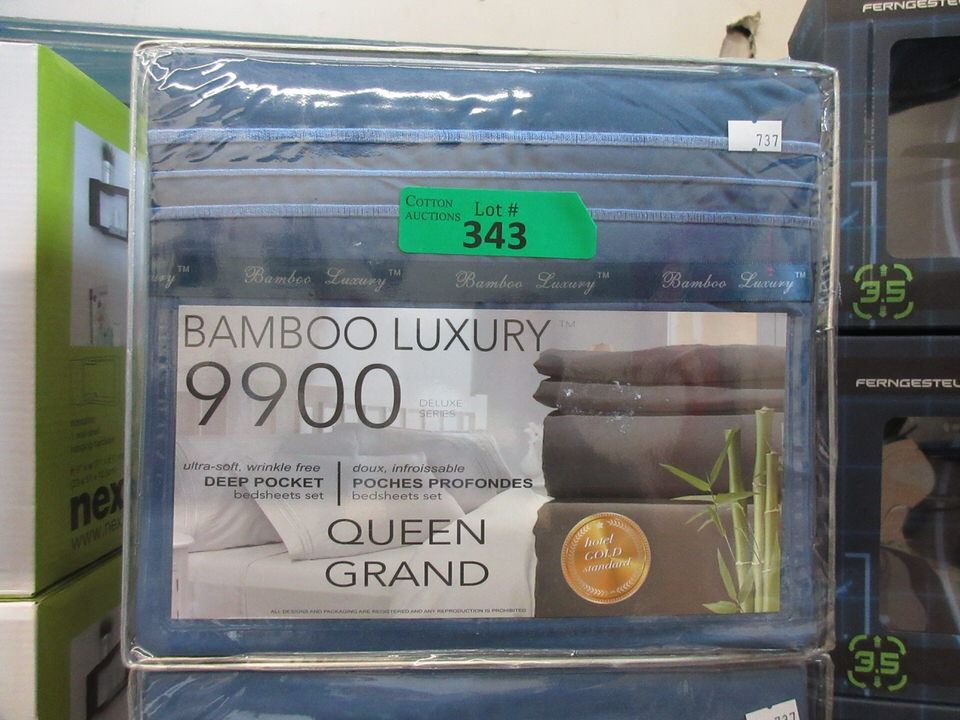 FERNGESTEU
737
COTTON
AUCTIONS
Lot #
343
Bamboo Luxury™
Bamboo Luxury™
Bamboo Luxury™
3.5
BAMBOO LUXURY™
9900
DELUXE
SERIES
ultra-soft, wrinkle free
DEEP POCKET
bedsheets set
doux, infroissable
POCHES PROFONDES
bedsheets set
QUEEN
GRAND
hotel
GOLD
standard
ALL DESIGNS AND PACKAGING ARE REGISTERED AND ANY REPRODUCTION IS PROHIBITED
nex
www.nex
FERNGESTEU
3.5
737